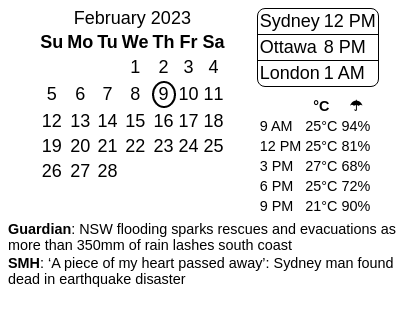 February 2023
Su Mo Tu We Th Fr Sa
1 2 3 4
5 6 7 8 9 10 11
12 13 14 15 16 17 18
19 20 21 22 23 24 25
26 27 28
Sydney 12 PM
Ottawa 8 PM
London 1 AM
°C ☂
9 AM 25°C 94%
12 PM 25°C 81%
3 PM 27°C 68%
6 PM 25°C 72%
9 PM 21°C 90%
Guardian: NSW flooding sparks rescues and evacuations as
more than 350mm of rain lashes south coast
SMH: ‘A piece of my heart passed away’: Sydney man found
dead in earthquake disaster